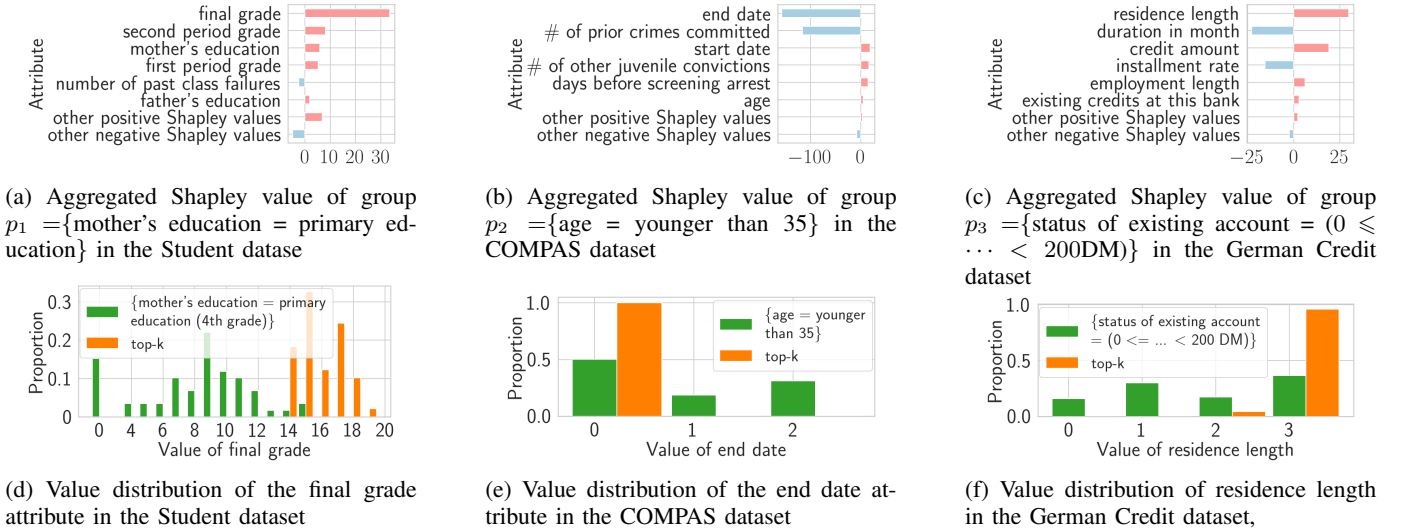 Attribute
final grade
second period grade
mother's education
first period grade
number of past class failures
father's education
other positive Shapley values
other negative Shapley values
0 10 20 30
(a) Aggregated Shapley value of group
p₁ ={mother's education = primary ed-
ucation} in the Student datase
Attribute
end date
# of prior crimes committed
start date
# of other juvenile convictions
days before screening arrest
age
other positive Shapley values
other negative Shapley values
−100 0
(b) Aggregated Shapley value of group
p₂ ={age = younger than 35} in the
COMPAS dataset
Attribute
residence length
duration in month
credit amount
installment rate
employment length
existing credits at this bank
other positive Shapley values
other negative Shapley values
−25 0 25
(c) Aggregated Shapley value of group
p₃ ={status of existing account = (0 ⩽
⋯ < 200DM)} in the German Credit
dataset
Proportion
0.3
0.2
0.1
0
{mother's education = primary
education (4th grade)}
top-k
0 4 6 8 10 12 14 16 18 20
Value of final grade
(d) Value distribution of the final grade
attribute in the Student dataset
Proportion
1.0
0.5
0.0
{age = younger
than 35}
top-k
0 1 2
Value of end date
(e) Value distribution of the end date at-
tribute in the COMPAS dataset
Proportion
1.0
0.5
0.0
{status of existing account
= (0 <= ... < 200 DM)}
top-k
0 1 2 3
Value of residence length
(f) Value distribution of residence length
in the German Credit dataset,